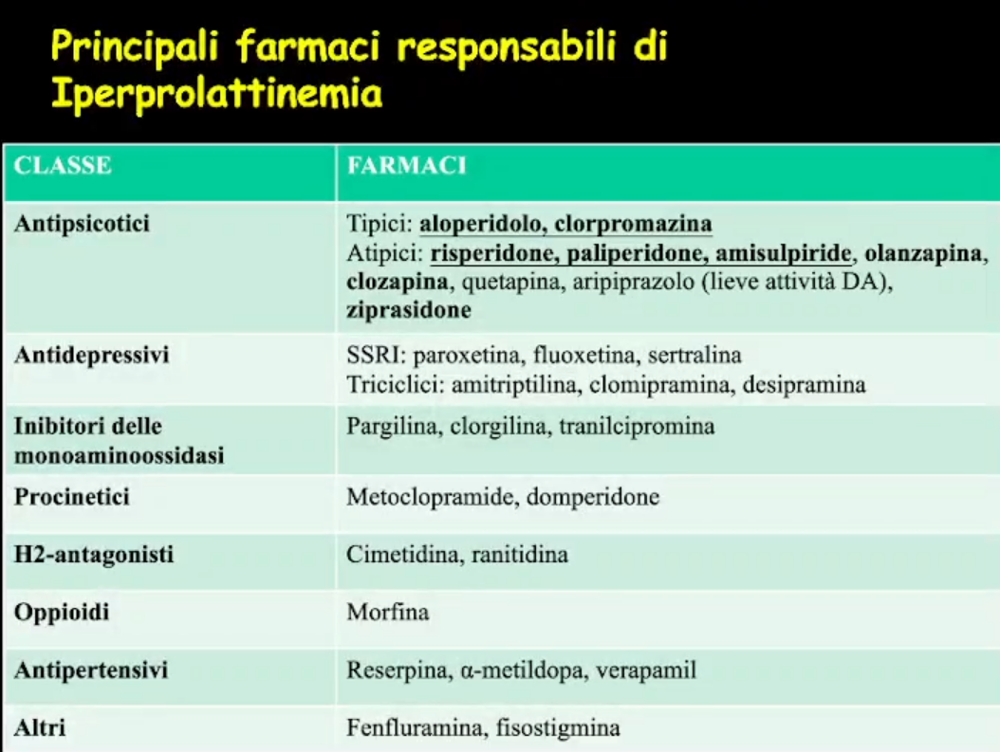 Principali farmaci responsabili di
Iperprolattinemia
CLASSE
FARMACI
Antipsicotici
Tipici: aloperidolo, clorpromazina
Atipici: risperidone, paliperidone, amisulpiride, olanzapina,
clozapina, quetapina, aripiprazolo (lieve attività DA),
ziprasidone
Antidepressivi
SSRI: paroxetina, fluoxetina, sertralina
Triciclici: amitriptilina, clomipramina, desipramina
Inibitori delle
monoaminoossidasi
Pargilina, clorgilina, tranilcipromina
Procinetici
Metoclopramide, domperidone
H2-antagonisti
Cimetidina, ranitidina
Oppioidi
Morfina
Antipertensivi
Reserpina, α-metildopa, verapamil
Altri
Fenfluramina, fisostigmina